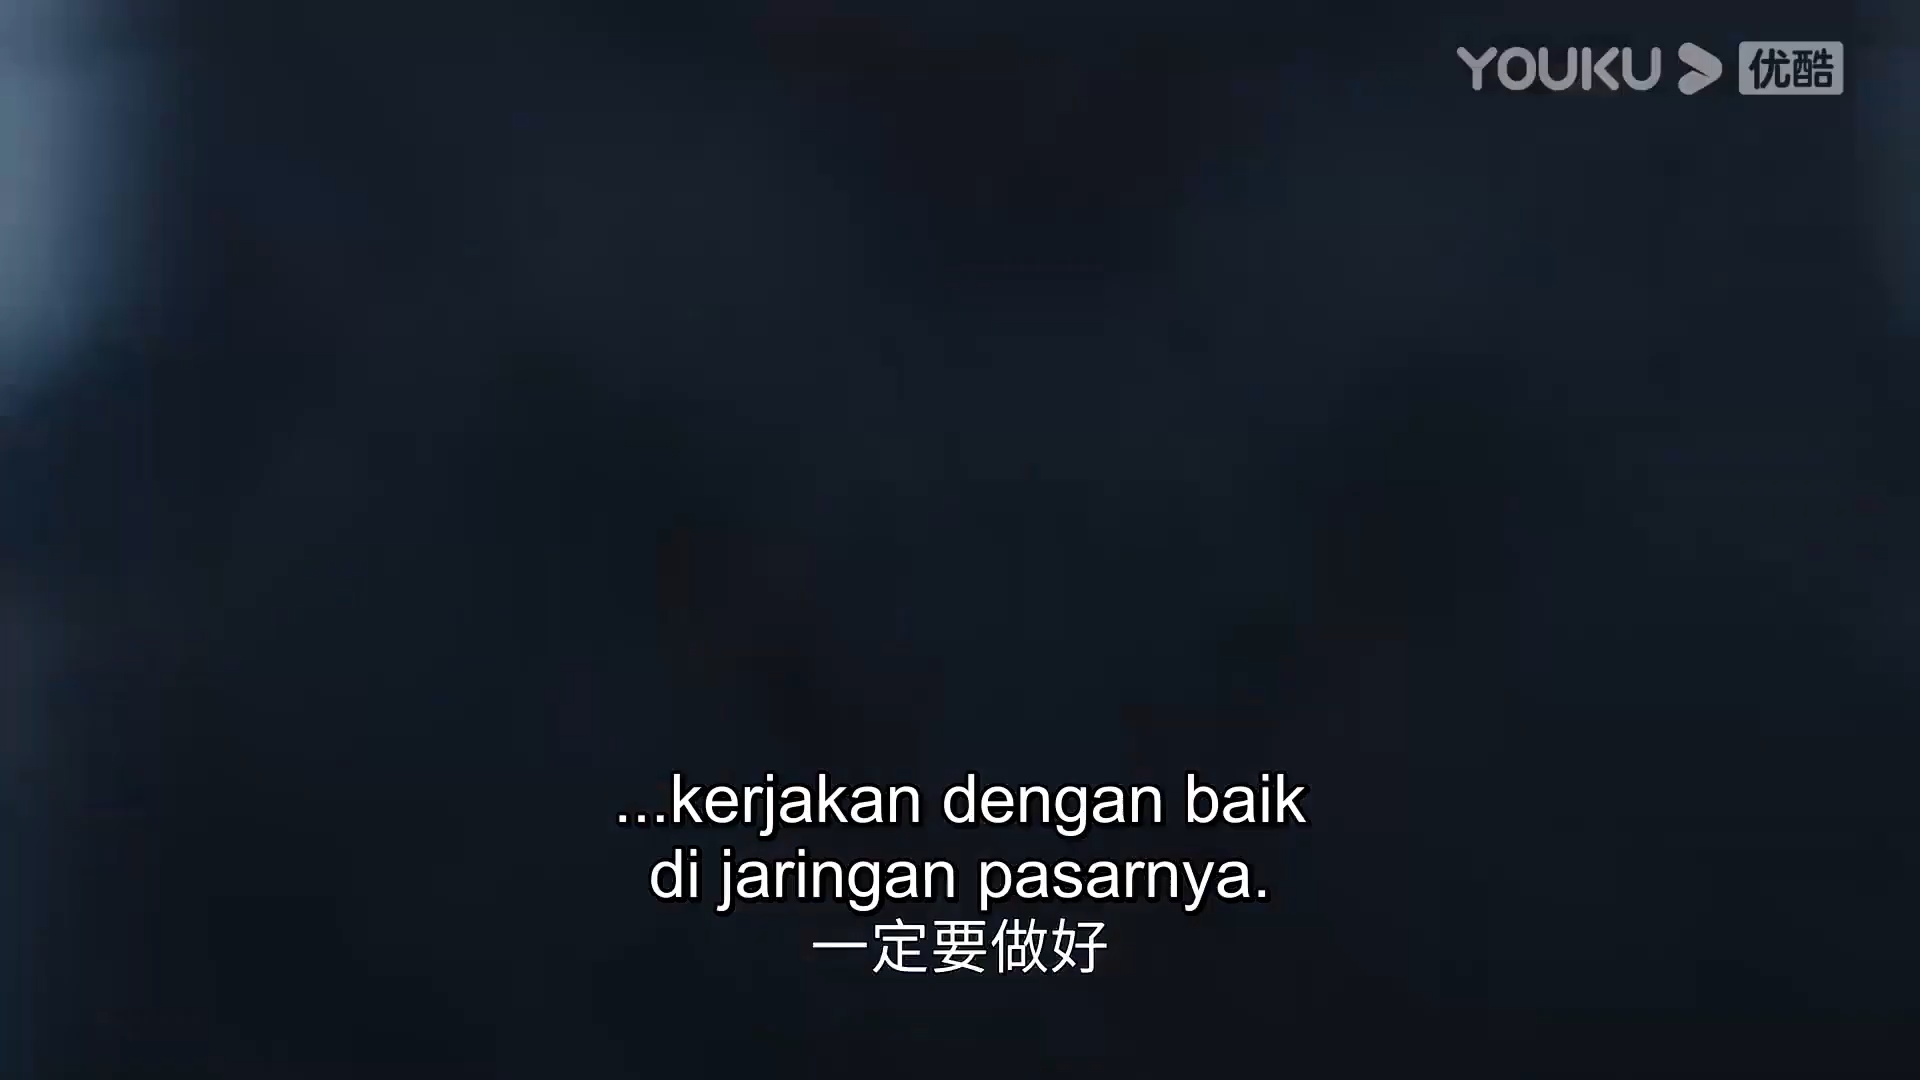 YOUKU 优酷
...kerjakan dengan baik
di jaringan pasarnya.
一定要做好